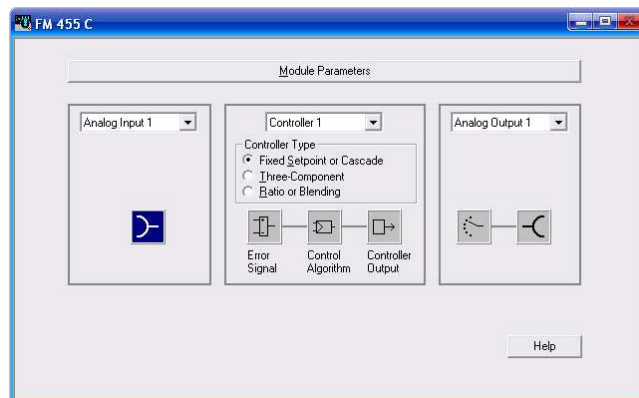 FM 455 C
Module Parameters
Analog Input 1
Controller 1
Controller Type
Fixed Setpoint or Cascade
Three-Component
Ratio or Blending
Error Signal
Control Algorithm
Controller Output
Analog Output 1
Help